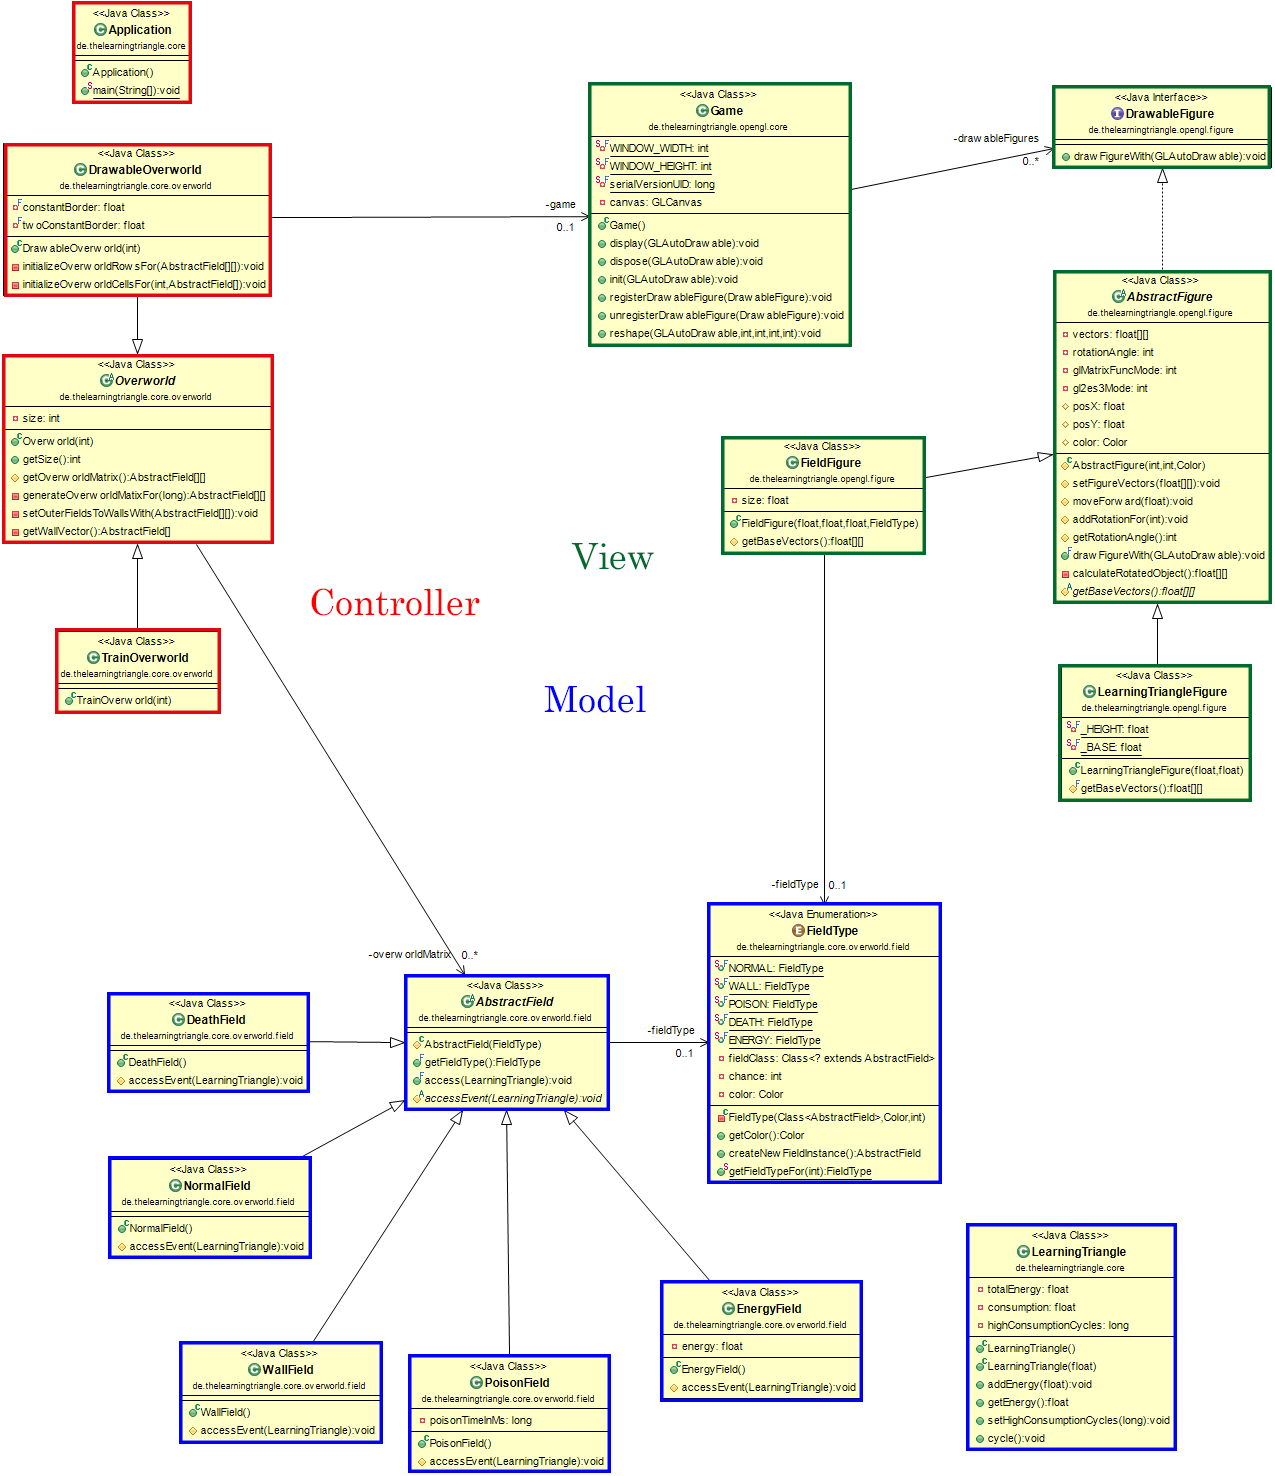 <<Java Class>>
Application
de.thelearningtriangle.core
Application()
main(String[]):void
<<Java Class>>
DrawableOverworld
de.thelearningtriangle.core.overworld
constantBorder: float
twoConstantBorder: float
DrawableOverworld(int)
initializeOverworldRowsFor(AbstractField[][]):void
initializeOverworldCellsFor(int,AbstractField[]):void
-game
0..1
<<Java Class>>
Game
de.thelearningtriangle.opengl.core
WINDOW_WIDTH: int
WINDOW_HEIGHT: int
serialVersionUID: long
canvas: GLCanvas
Game()
display(GLAutoDrawable):void
dispose(GLAutoDrawable):void
init(GLAutoDrawable):void
registerDrawableFigure(DrawableFigure):void
unregisterDrawableFigure(DrawableFigure):void
reshape(GLAutoDrawable,int,int,int,int):void
-drawableFigures
0..*
<<Java Interface>>
DrawableFigure
de.thelearningtriangle.opengl.figure
drawFigureWith(GLAutoDrawable):void
<<Java Class>>
AbstractFigure
de.thelearningtriangle.opengl.figure
vectors: float[][]
rotationAngle: int
glMatrixFuncMode: int
gl2es3Mode: int
posX: float
posY: float
color: Color
AbstractFigure(int,int,Color)
setFigureVectors(float[][]):void
moveForward(float):void
addRotationFor(int):void
getRotationAngle():int
drawFigureWith(GLAutoDrawable):void
calculateRotatedObject():float[][]
getBaseVectors():float[][]
<<Java Class>>
Overworld
de.thelearningtriangle.core.overworld
size: int
Overworld(int)
getSize():int
getOverworldMatrix():AbstractField[][]
generateOverworldMatixFor(long):AbstractField[][]
setOuterFieldsToWallsWith(AbstractField[][]):void
getWallVector():AbstractField[]
<<Java Class>>
FieldFigure
de.thelearningtriangle.opengl.figure
size: float
FieldFigure(float,float,float,FieldType)
getBaseVectors():float[][]
View
Controller
Model
<<Java Class>>
TrainOverworld
de.thelearningtriangle.core.overworld
TrainOverworld(int)
<<Java Class>>
LearningTriangleFigure
de.thelearningtriangle.opengl.figure
_HEIGHT: float
_BASE: float
LearningTriangleFigure(float,float)
getBaseVectors():float[][]
-fieldType
0..1
-overworldMatrix
0..*
<<Java Class>>
AbstractField
de.thelearningtriangle.core.overworld.field
AbstractField(FieldType)
getFieldType():FieldType
access(LearningTriangle):void
accessEvent(LearningTriangle):void
-fieldType
0..1
<<Java Enumeration>>
FieldType
de.thelearningtriangle.core.overworld.field
NORMAL: FieldType
WALL: FieldType
POISON: FieldType
DEATH: FieldType
ENERGY: FieldType
fieldClass: Class<? extends AbstractField>
chance: int
color: Color
FieldType(Class<AbstractField>,Color,int)
getColor():Color
createNewFieldInstance():AbstractField
getFieldTypeFor(int):FieldType
<<Java Class>>
DeathField
de.thelearningtriangle.core.overworld.field
DeathField()
accessEvent(LearningTriangle):void
<<Java Class>>
NormalField
de.thelearningtriangle.core.overworld.field
NormalField()
accessEvent(LearningTriangle):void
<<Java Class>>
WallField
de.thelearningtriangle.core.overworld.field
WallField()
accessEvent(LearningTriangle):void
<<Java Class>>
PoisonField
de.thelearningtriangle.core.overworld.field
poisonTimeInMs: long
PoisonField()
accessEvent(LearningTriangle):void
<<Java Class>>
EnergyField
de.thelearningtriangle.core.overworld.field
energy: float
EnergyField()
accessEvent(LearningTriangle):void
<<Java Class>>
LearningTriangle
de.thelearningtriangle.core
totalEnergy: float
consumption: float
highConsumptionCycles: long
LearningTriangle()
LearningTriangle(float)
addEnergy(float):void
getEnergy():float
setHighConsumptionCycles(long):void
cycle():void